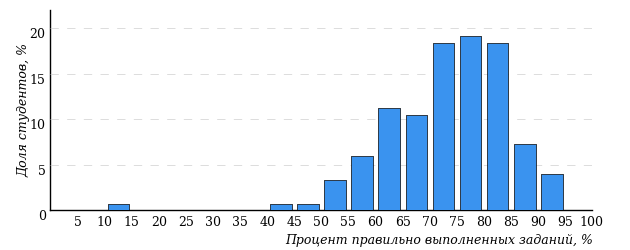 Доля студентов, %
20
15
10
5
0
5 10 15 20 25 30 35 40 45 50 55 60 65 70 75 80 85 90 95 100
Процент правильно выполненных заданий, %